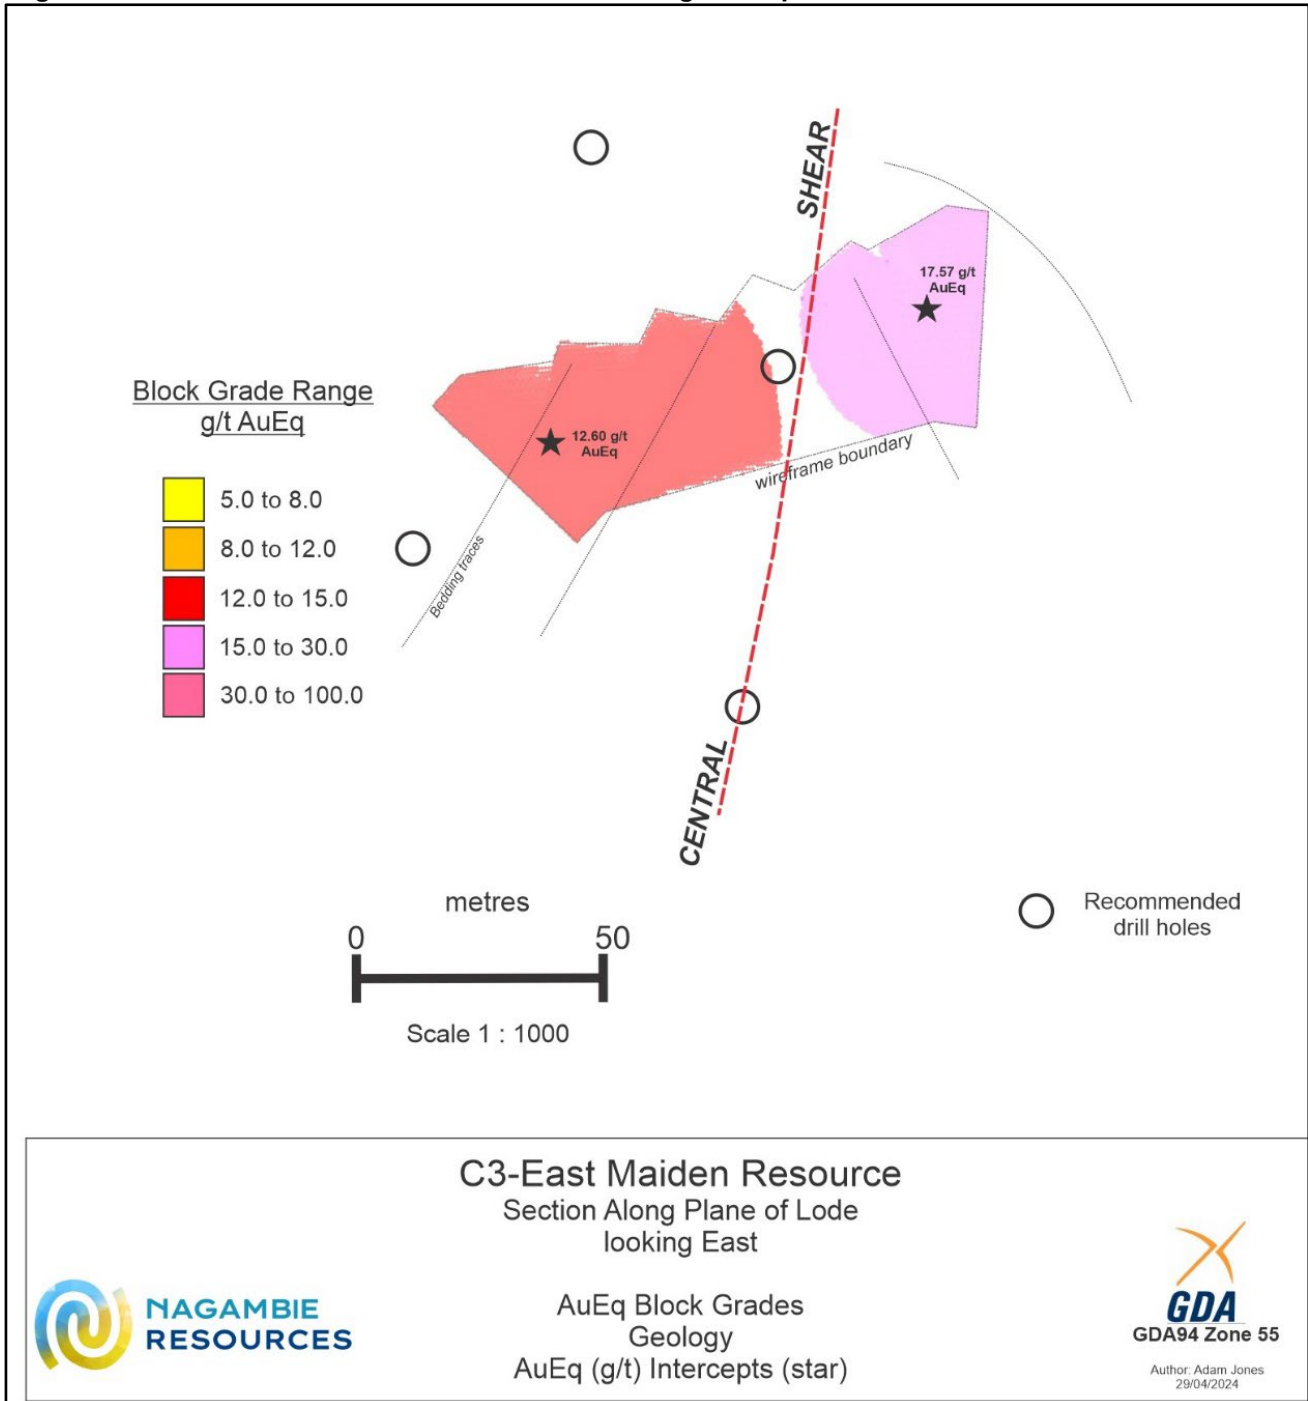 SHEAR
17.57 g/t
AuEq
Block Grade Range
g/t AuEq
12.60 g/t
AuEq
wireframe boundary
5.0 to 8.0
8.0 to 12.0
12.0 to 15.0
15.0 to 30.0
30.0 to 100.0
Bedding traces
CENTRAL
metres
0 50
Scale 1 : 1000
Recommended
drill holes
C3-East Maiden Resource
Section Along Plane of Lode
looking East
AuEq Block Grades
Geology
AuEq (g/t) Intercepts (star)
NAGAMBIE
RESOURCES
GDA
GDA94 Zone 55
Author: Adam Jones
29/04/2024